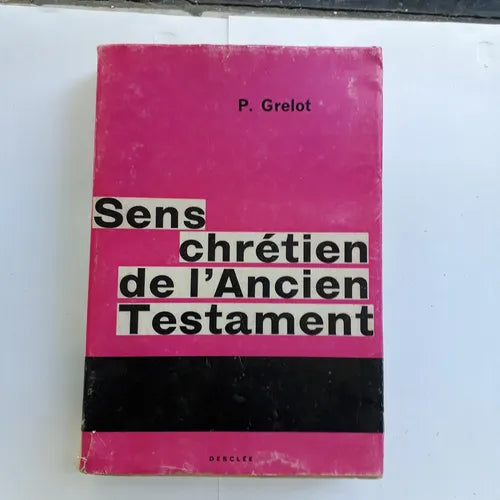 P. Grelot
Sens
chrétien
de l'Ancien
Testament
DESCLÉE